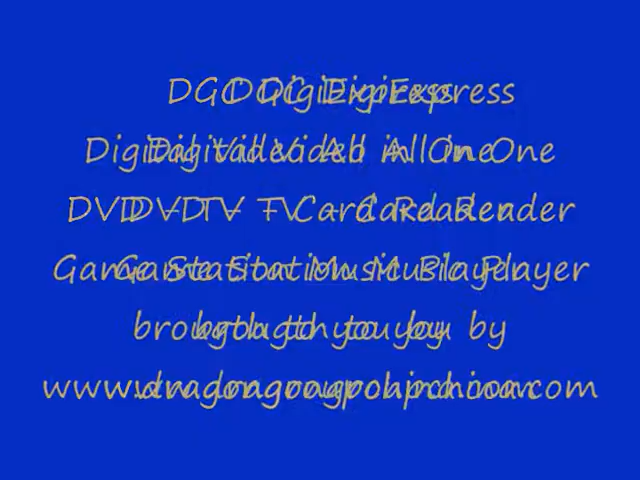 DGC DigiExpress
Digital Video All in One
DVD - TV - Card Reader
Game Station Music Player
brought to you by
www.dragongroupchina.com